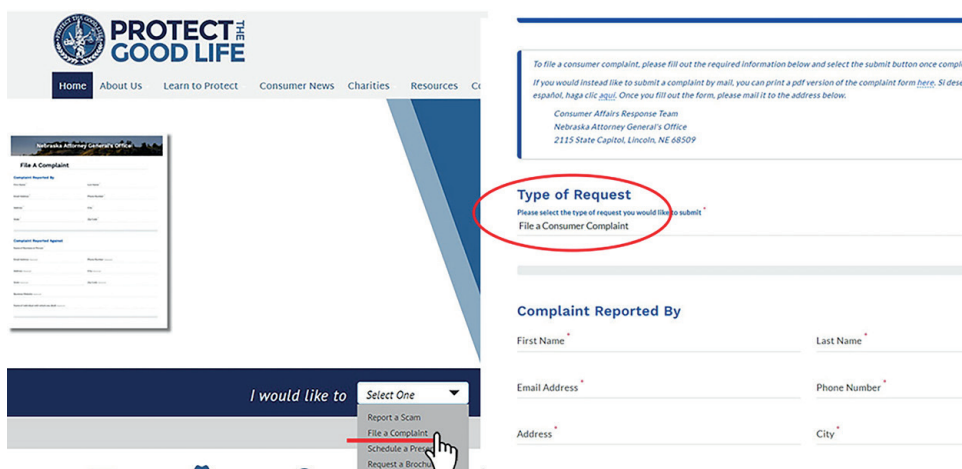 PROTECT THE
GOOD LIFE
Home About Us Learn to Protect Consumer News Charities Resources
Nebraska Attorney General's Office
File A Complaint
Complaint Reported By
Complaint Reported Against
I would like to Select One
Report a Scam
File a Complaint
Schedule a
Request a
To file a consumer complaint, please fill out the required information below and select the submit button once
If you would instead like to submit a complaint by mail, you can print a pdf version of the complaint form here. Si
español, haga clic aquí. Once you fill out the form, please mail it to the address below.
Consumer Affairs Response Team
Nebraska Attorney General's Office
2115 State Capitol, Lincoln, NE 68509
Type of Request
Please select the type of request you would like to submit *
File a Consumer Complaint
Complaint Reported By
First Name * Last Name *
Email Address * Phone Number *
Address * City *